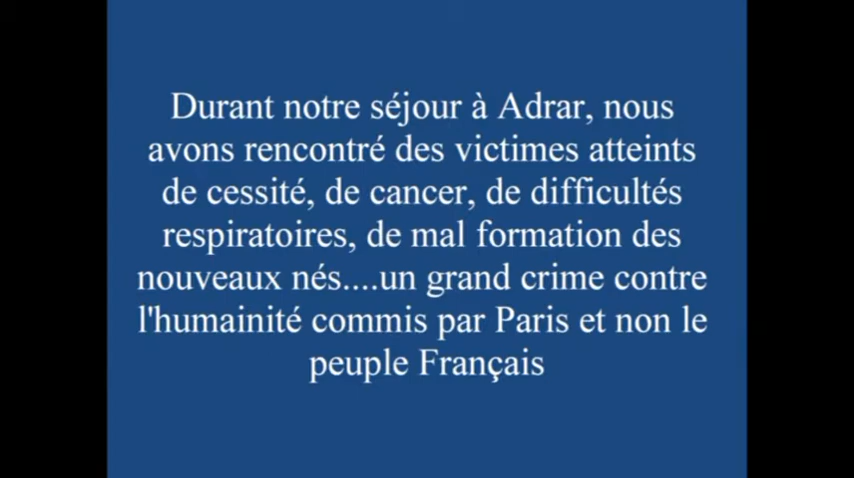 Durant notre séjour à Adrar, nous
avons rencontré des victimes atteints
de cessité, de cancer, de difficultés
respiratoires, de mal formation des
nouveaux nés....un grand crime contre
l'humainité commis par Paris et non le
peuple Français